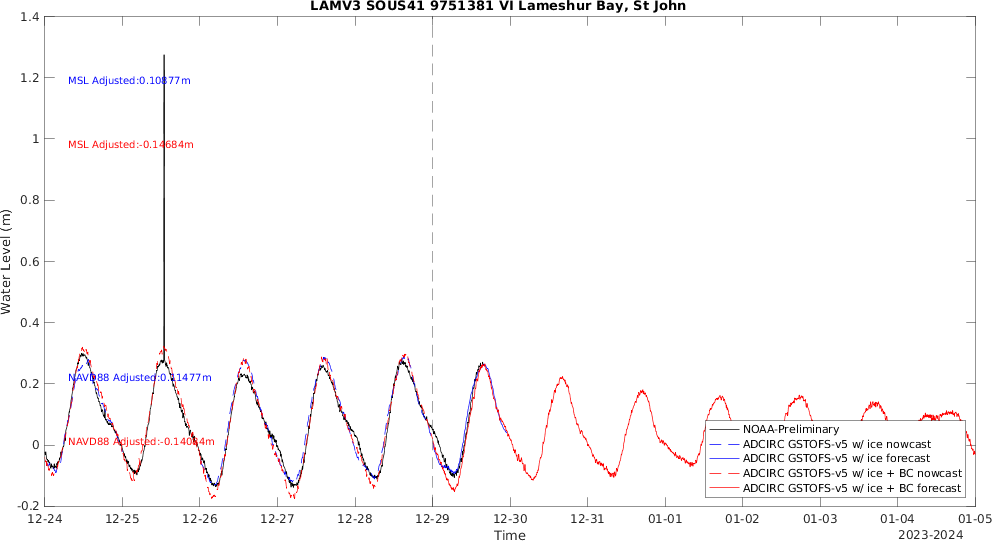 LAMV3 SOUS41 9751381 VI Lameshur Bay, St John
1.4
1.2
1
0.8
0.6
0.4
0.2
0
-0.2
Water Level (m)
MSL Adjusted:0.10877m
MSL Adjusted:-0.14684m
NAVD88 Adjusted:0.11477m
NAVD88 Adjusted:-0.14084m
NOAA-Preliminary
ADCIRC GSTOFS-v5 w/ ice nowcast
ADCIRC GSTOFS-v5 w/ ice forecast
ADCIRC GSTOFS-v5 w/ ice + BC nowcast
ADCIRC GSTOFS-v5 w/ ice + BC forecast
12-24 12-25 12-26 12-27 12-28 12-29 12-30 12-31 01-01 01-02 01-03 01-04 01-05
Time
2023-2024